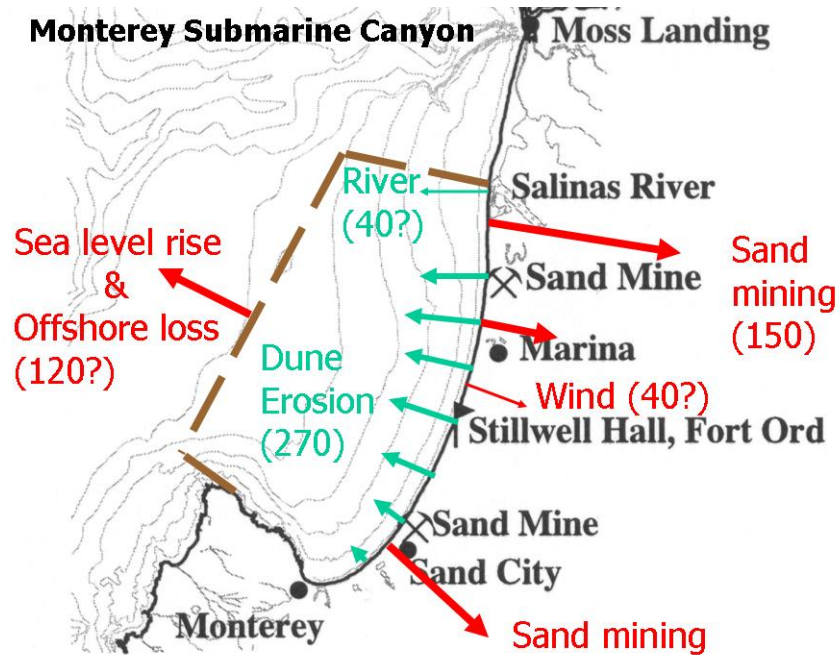 Monterey Submarine Canyon
Moss Landing
River
(40?)
Salinas River
Sea level rise
&
Offshore loss
(120?)
Sand Mine
Sand
mining
(150)
Marina
Dune
Erosion
(270)
Wind (40?)
Stillwell Hall, Fort Ord
Sand Mine
Sand City
Monterey
Sand mining